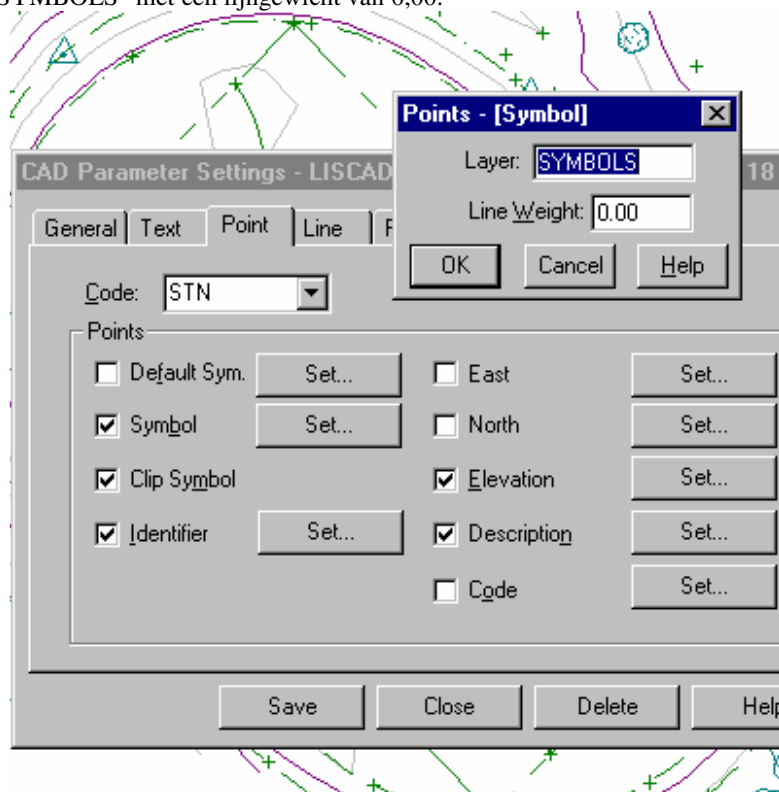 SYMBOLS" met een lijngewicht van 0,00.
Points - [Symbol]
Layer: SYMBOLS
Line Weight: 0.00
OK Cancel Help
CAD Parameter Settings - LISCAD 18
General Text Point Line
Code: STN
Points
Default Sym. Set... East Set...
Symbol Set... North Set...
Clip Symbol Elevation Set...
Identifier Set... Description Set...
Code Set...
Save Close Delete Help